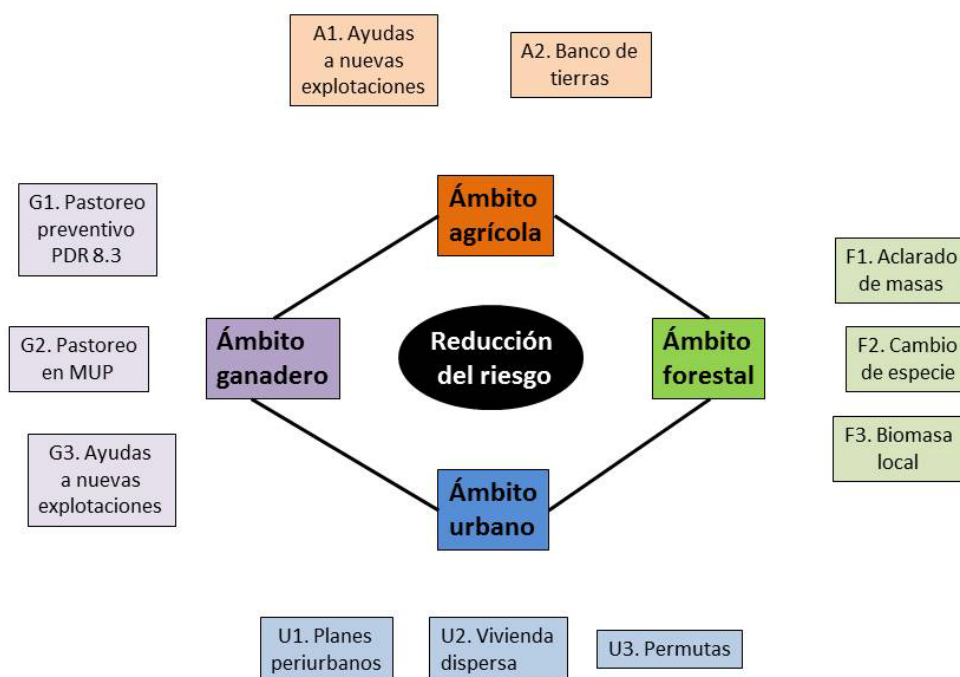 A1. Ayudas
a nuevas
explotaciones
A2. Banco de
tierras
G1. Pastoreo
preventivo
PDR 8.3
Ámbito
agrícola
F1. Aclarado
de masas
G2. Pastoreo
en MUP
Ámbito
ganadero
Reducción
del riesgo
Ámbito
forestal
F2. Cambio
de especie
G3. Ayudas
a nuevas
explotaciones
Ámbito
urbano
F3. Biomasa
local
U1. Planes
periurbanos
U2. Vivienda
dispersa
U3. Permutas